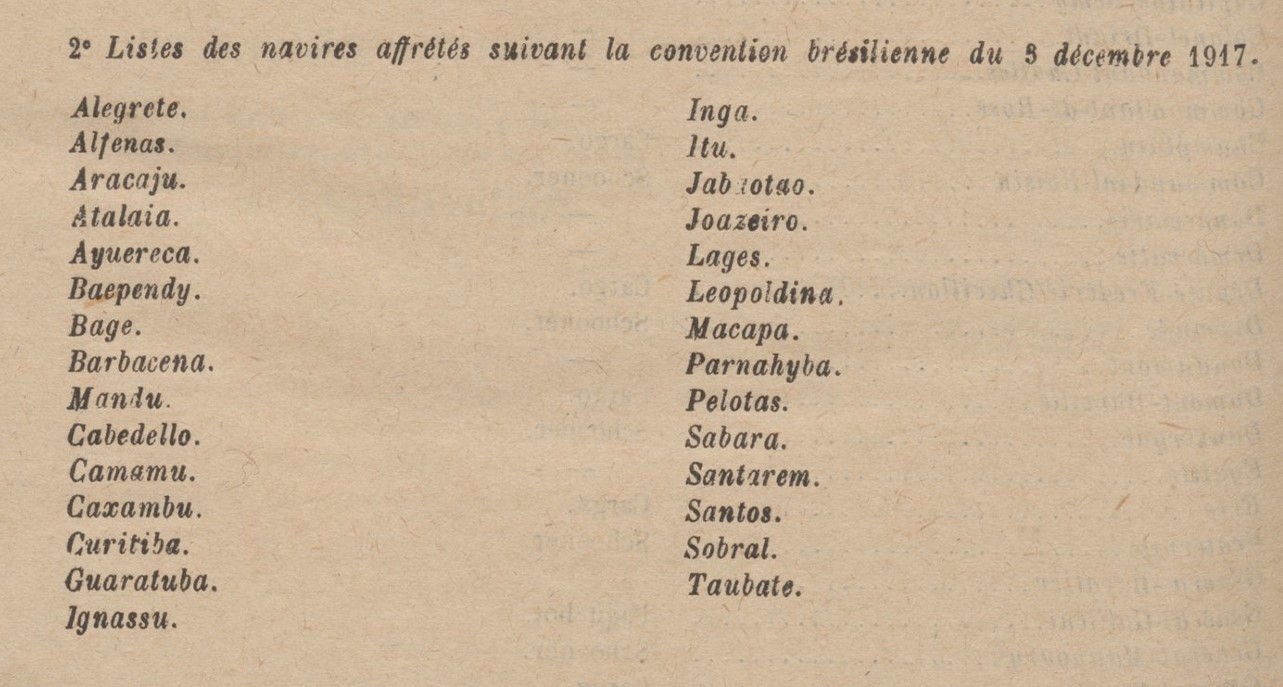 2° Listes des navires affrétés suivant la convention brésilienne du 3 décembre 1917.
Alegrete.
Alfenas.
Aracaju.
Atalaia.
Ayuereca.
Baependy.
Bage.
Barbacena.
Mandu.
Cabedello.
Camamu.
Caxambu.
Curitiba.
Guaratuba.
Ignassu.
Inga.
Itu.
Jabootao.
Joazeiro.
Lages.
Leopoldina.
Macapa.
Parnahyba.
Pelotas.
Sabara.
Santarem.
Santos.
Sobral.
Taubate.